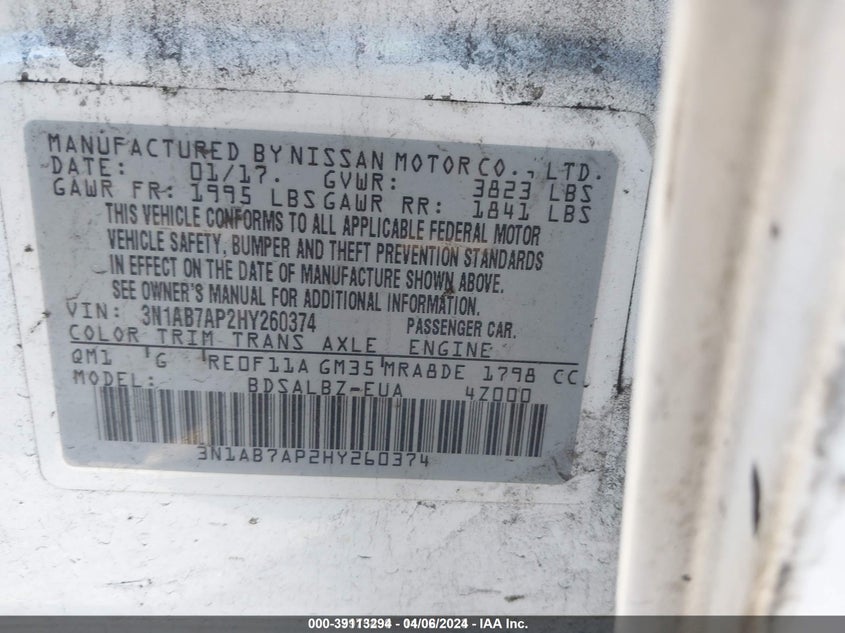 MANUFACTURED BY NISSAN MOTOR CO., LTD.
DATE: 01/17. GVWR: 3823 LBS
GAWR FR: 1995 LBS GAWR RR: 1841 LBS
THIS VEHICLE CONFORMS TO ALL APPLICABLE FEDERAL MOTOR
VEHICLE SAFETY, BUMPER AND THEFT PREVENTION STANDARDS
IN EFFECT ON THE DATE OF MANUFACTURE SHOWN ABOVE.
SEE OWNER'S MANUAL FOR ADDITIONAL INFORMATION.
VIN: 3N1AB7AP2HY260374 PASSENGER CAR.
COLOR TRIM TRANS AXLE ENGINE
QM1 G RE0F11A GM35 MRA8DE 1798 CC
MODEL: BDSALBZ-EUA 4Z000
3N1AB7AP2HY260374
000-39113294 - 04/06/2024 - IAA Inc.